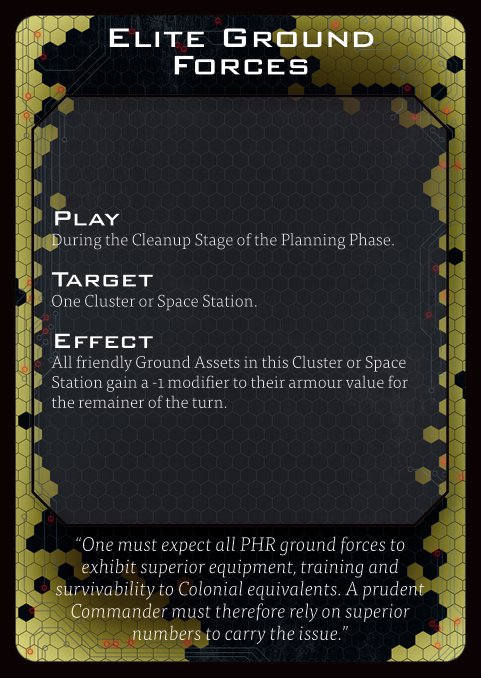 Elite Ground
Forces
Play
During the Cleanup Stage of the Planning Phase.
Target
One Cluster or Space Station.
Effect
All friendly Ground Assets in this Cluster or Space
Station gain a -1 modifier to their armour value for
the remainer of the turn.
“One must expect all PHR ground forces to
exhibit superior equipment, training and
survivability to Colonial equivalents. A prudent
Commander must therefore rely on superior
numbers to carry the issue.”